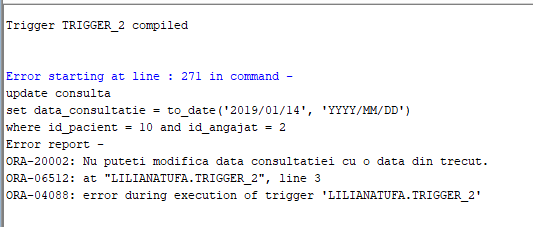 Trigger TRIGGER_2 compiled
Error starting at line : 271 in command -
update consulta
set data_consultatie = to_date('2019/01/14', 'YYYY/MM/DD')
where id_pacient = 10 and id_angajat = 2
Error report -
ORA-20002: Nu puteti modifica data consultatiei cu o data din trecut.
ORA-06512: at "LILIANATUFA.TRIGGER_2", line 3
ORA-04088: error during execution of trigger 'LILIANATUFA.TRIGGER_2'